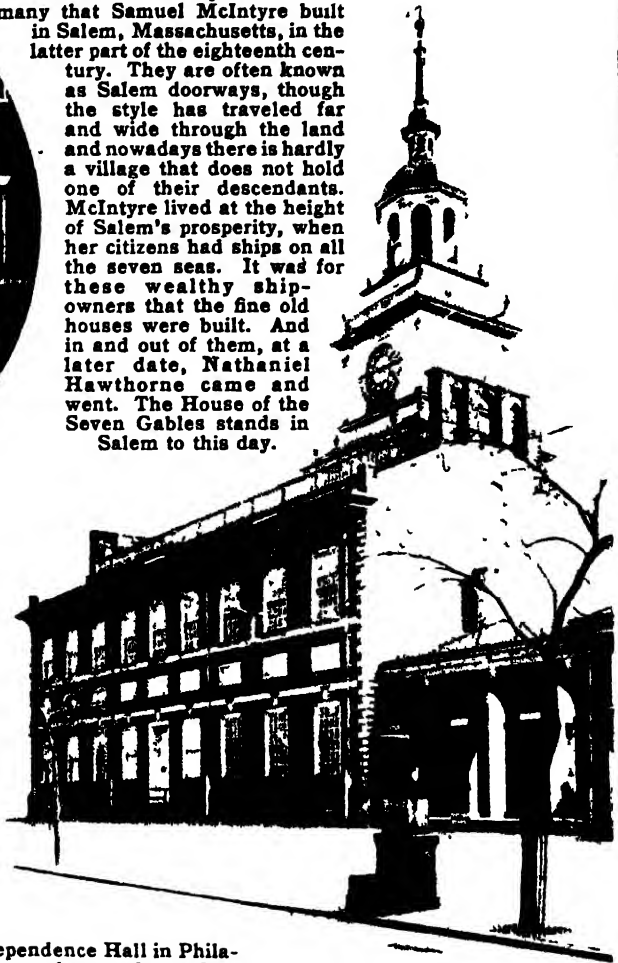 many that Samuel McIntyre built
in Salem, Massachusetts, in the
latter part of the eighteenth cen-
tury. They are often known
as Salem doorways, though
the style has traveled far
and wide through the land
and nowadays there is hardly
a village that does not hold
one of their descendants.
McIntyre lived at the height
of Salem's prosperity, when
her citizens had ships on all
the seven seas. It was for
these wealthy ship-
owners that the fine old
houses were built. And
in and out of them, at a
later date, Nathaniel
Hawthorne came and
went. The House of the
Seven Gables stands in
Salem to this day.
ependence Hall in Phila-